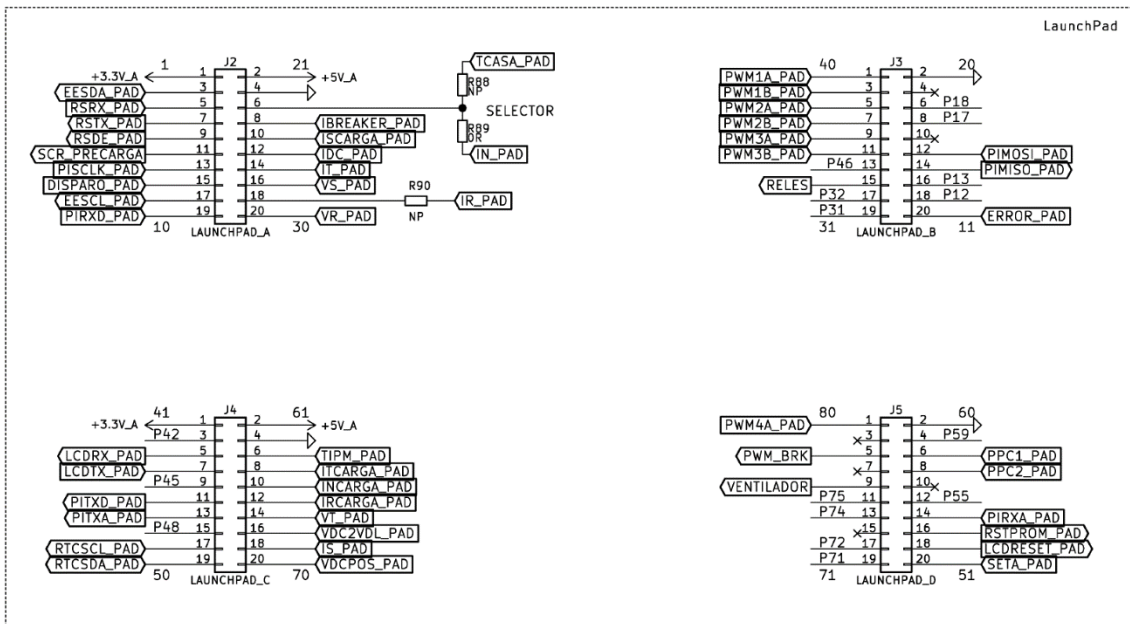 LaunchPad
1 J2 21
+3.3V_A 1 2 +5V_A
EESDA_PAD 3 4
RSRX_PAD 5 6
RSTX_PAD 7 8 IBREAKER_PAD
RSDE_PAD 9 10 ISCARGA_PAD
SCR_PRECARGA 11 12 IDC_PAD
PISCLK_PAD 13 14 IT_PAD
DISPARO_PAD 15 16 VS_PAD
EESCL_PAD 17 18 R90 NP IR_PAD
PIRXD_PAD 19 20 VR_PAD
10 LAUNCHPAD_A 30
TCASA_PAD
R88
NP
SELECTOR
R89
0R
IN_PAD
40 J3 20
PWM1A_PAD 1 2
PWM1B_PAD 3 4
PWM2A_PAD 5 6 P18
PWM2B_PAD 7 8 P17
PWM3A_PAD 9 10
PWM3B_PAD 11 12 PIMOSI_PAD
P46 13 14 PIMISO_PAD
RELES 15 16 P13
P32 17 18 P12
P31 19 20 ERROR_PAD
31 LAUNCHPAD_B 11
41 J4 61
+3.3V_A 1 2 +5V_A
P42 3 4
LCDRX_PAD 5 6 TIPM_PAD
LCDTX_PAD 7 8 ITCARGA_PAD
P45 9 10 INCARGA_PAD
PITXD_PAD 11 12 IRCARGA_PAD
PITXA_PAD 13 14 VT_PAD
P48 15 16 VDC2VDL_PAD
RTCSCL_PAD 17 18 IS_PAD
RTCSDA_PAD 19 20 VDCPOS_PAD
50 LAUNCHPAD_C 70
80 J5 60
PWM4A_PAD 1 2
3 4 P59
PWM_BRK 5 6 PPC1_PAD
7 8 PPC2_PAD
VENTILADOR 9 10
P75 11 12 P55
P74 13 14 PIRXA_PAD
15 16 RSTPROM_PAD
P72 17 18 LCDRESET_PAD
P71 19 20 SETA_PAD
71 LAUNCHPAD_D 51